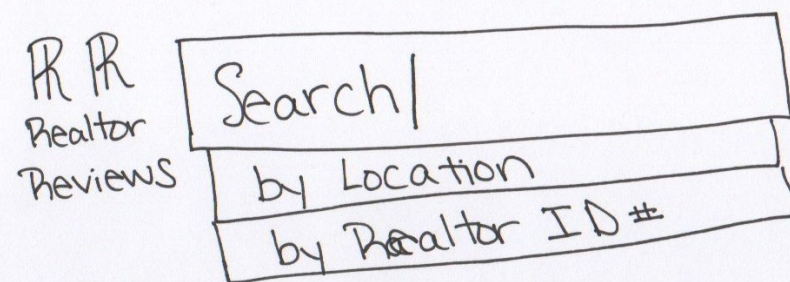 RR
Realtor
Reviews
Search|
by Location
by Realtor ID#